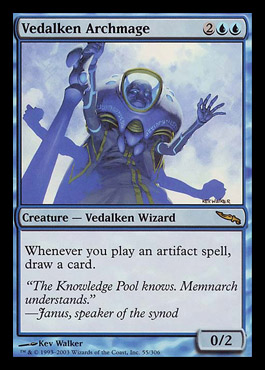 Vedalken Archmage 2
KEV WALKER
Creature — Vedalken Wizard
Whenever you play an artifact spell,
draw a card.
“The Knowledge Pool knows. Memnarch
understands.”
—Janus, speaker of the synod
Kev Walker
™ & © 1993–2003 Wizards of the Coast, Inc. 55/306
0/2